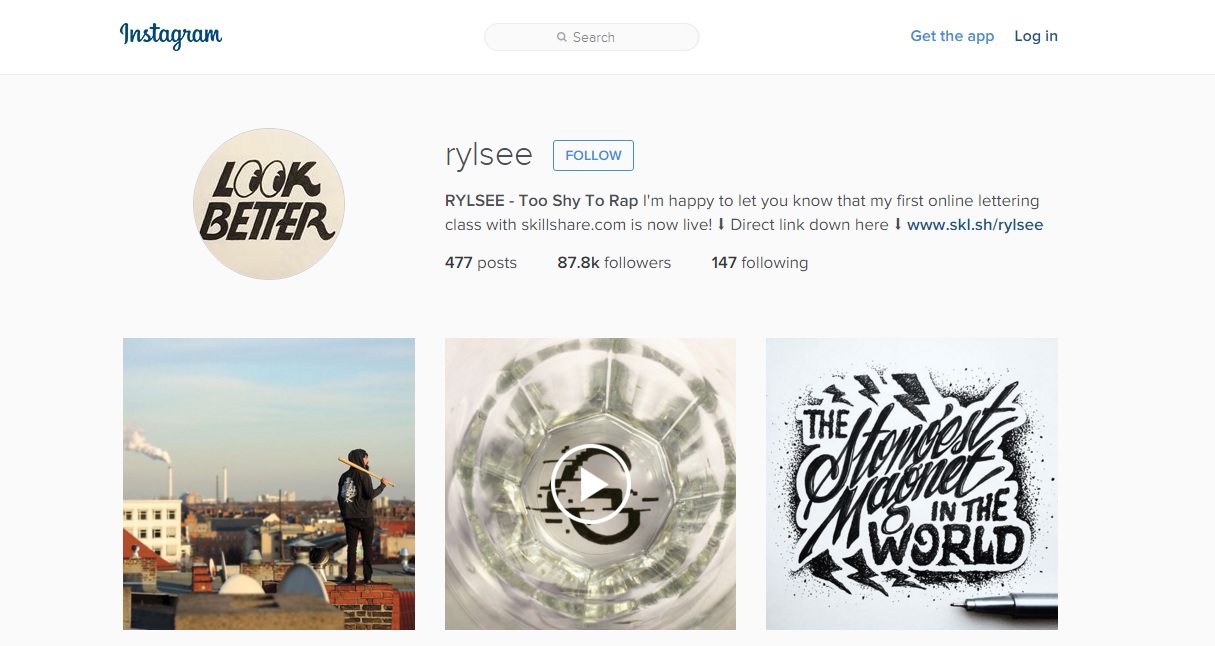 Instagram
Search
Get the app
Log in
LOOK
BETTER
rylsee
FOLLOW
RYLSEE - Too Shy To Rap I'm happy to let you know that my first online lettering
class with skillshare.com is now live! ⬇ Direct link down here ⬇ www.skl.sh/rylsee
477 posts
87.8k followers
147 following
THE
Stongest
Magnet
IN THE
WORLD